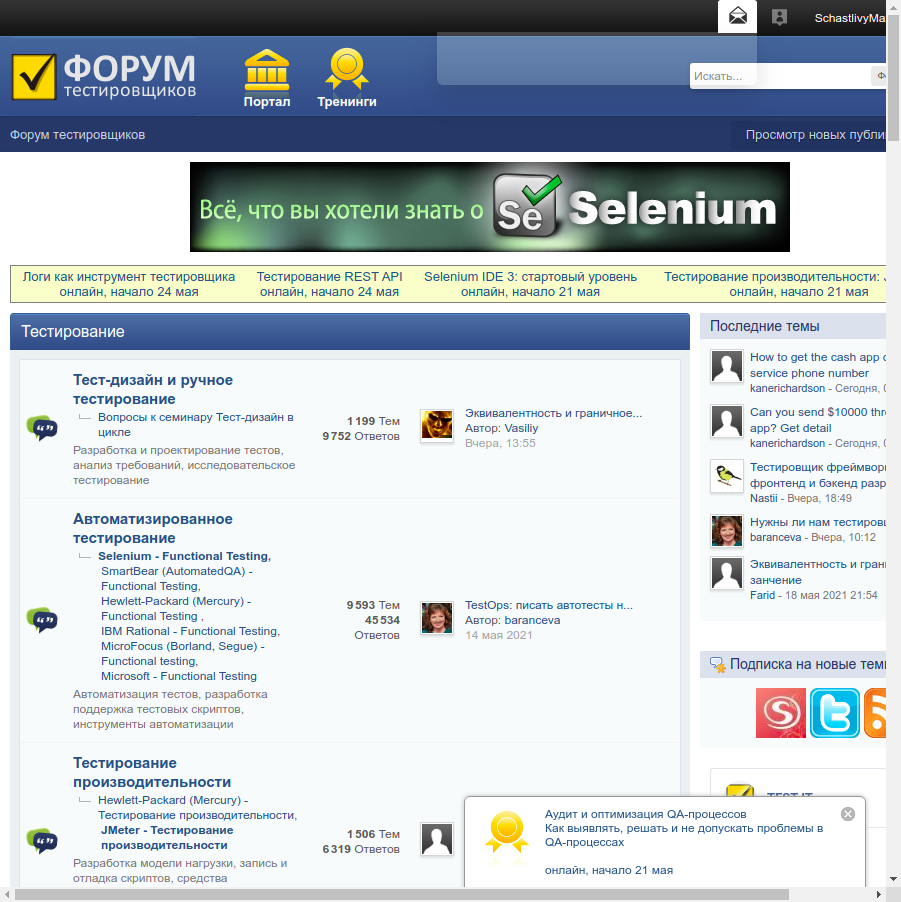 SchastlivyMa
ФОРУМ
тестировщиков
Портал
Тренинги
Искать...
Форум тестировщиков
Просмотр новых публи
Всё, что вы хотели знать о
Se
Selenium
Логи как инструмент тестировщика
онлайн, начало 24 мая
Тестирование REST API
онлайн, начало 24 мая
Selenium IDE 3: стартовый уровень
онлайн, начало 21 мая
Тестирование производительности:
онлайн, начало 21 мая
Тестирование
Тест-дизайн и ручное
тестирование
Вопросы к семинару Тест-дизайн в
цикле
Разработка и проектирование тестов,
анализ требований, исследовательское
тестирование
1 199 Тем
9 752 Ответов
Эквивалентность и граничное...
Автор: Vasiliy
Вчера, 13:55
Автоматизированное
тестирование
Selenium - Functional Testing,
SmartBear (AutomatedQA) -
Functional Testing,
Hewlett-Packard (Mercury) -
Functional Testing ,
IBM Rational - Functional Testing,
MicroFocus (Borland, Segue) -
Functional testing,
Microsoft - Functional Testing
Автоматизация тестов, разработка
поддержка тестовых скриптов,
инструменты автоматизации
9 593 Тем
45 534
Ответов
TestOps: писать автотесты н...
Автор: baranceva
14 мая 2021
Тестирование
производительности
Hewlett-Packard (Mercury) -
Тестирование производительности,
JMeter - Тестирование
производительности
Разработка модели нагрузки, запись и
отладка скриптов, средства
1 506 Тем
6 319 Ответов
Последние темы
How to get the cash app c
service phone number
kanerichardson - Сегодня, 0
Can you send $10000 thr
app? Get detail
kanerichardson - Сегодня, 0
Тестировщик фреймвор
фронтенд и бэкенд разр
Nastii - Вчера, 18:49
Нужны ли нам тестиров
baranceva - Вчера, 10:12
Эквивалентность и гран
занчение
Farid - 18 мая 2021 21:54
Подписка на новые тем
Аудит и оптимизация QA-процессов
Как выявлять, решать и не допускать проблемы в
QA-процессах
онлайн, начало 21 мая